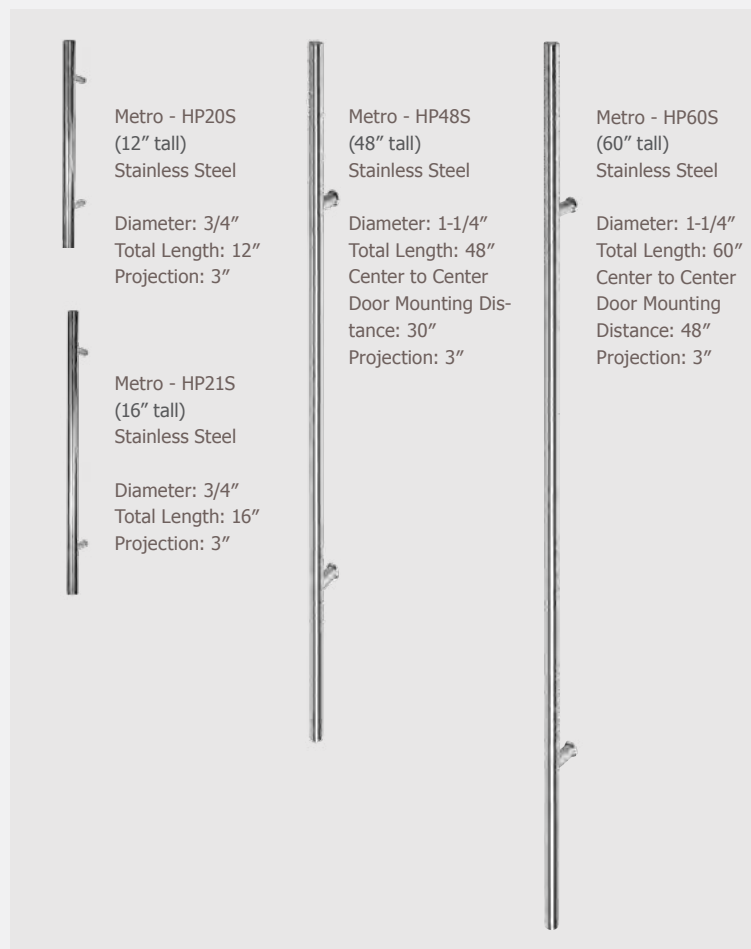 Metro - HP20S
(12″ tall)
Stainless Steel
Diameter: 3/4″
Total Length: 12″
Projection: 3″
Metro - HP21S
(16″ tall)
Stainless Steel
Diameter: 3/4″
Total Length: 16″
Projection: 3″
Metro - HP48S
(48″ tall)
Stainless Steel
Diameter: 1-1/4″
Total Length: 48″
Center to Center
Door Mounting Dis-
tance: 30″
Projection: 3″
Metro - HP60S
(60″ tall)
Stainless Steel
Diameter: 1-1/4″
Total Length: 60″
Center to Center
Door Mounting
Distance: 48″
Projection: 3″